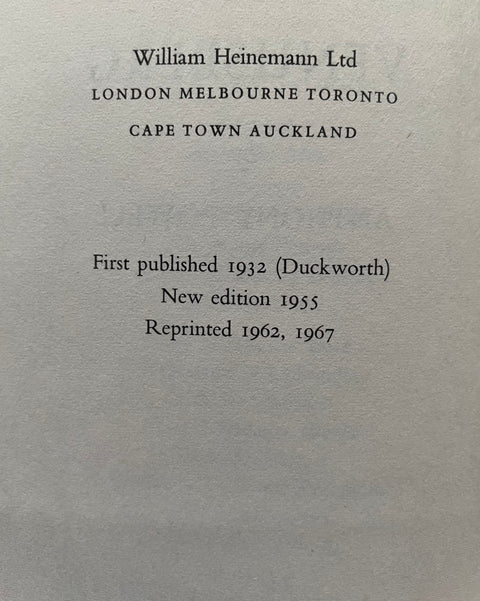 William Heinemann Ltd
LONDON MELBOURNE TORONTO
CAPE TOWN AUCKLAND
First published 1932 (Duckworth)
New edition 1955
Reprinted 1962, 1967